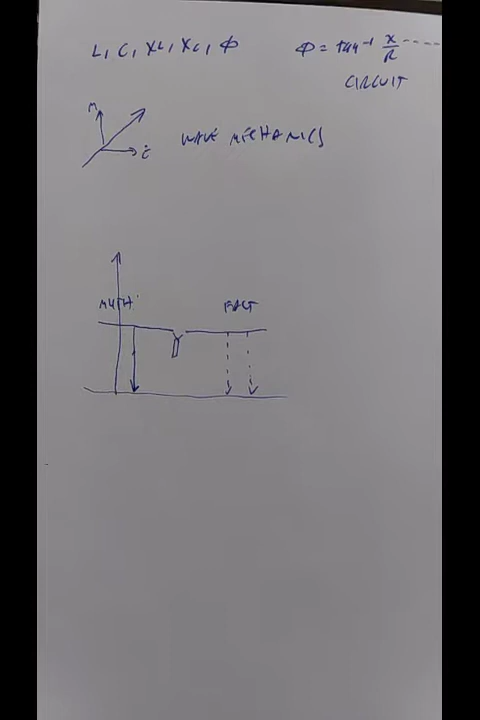 L, C, XL, XC, Φ
Φ = tan⁻¹ X/R ----
CIRCUIT
M
E
WAVE MECHANICS
MYTH
FACT